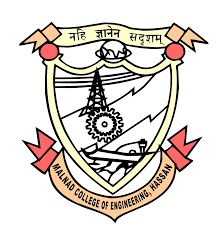 नहि ज्ञानेन सदृशम्
MALNAD COLLEGE OF ENGINEERING, HASSAN